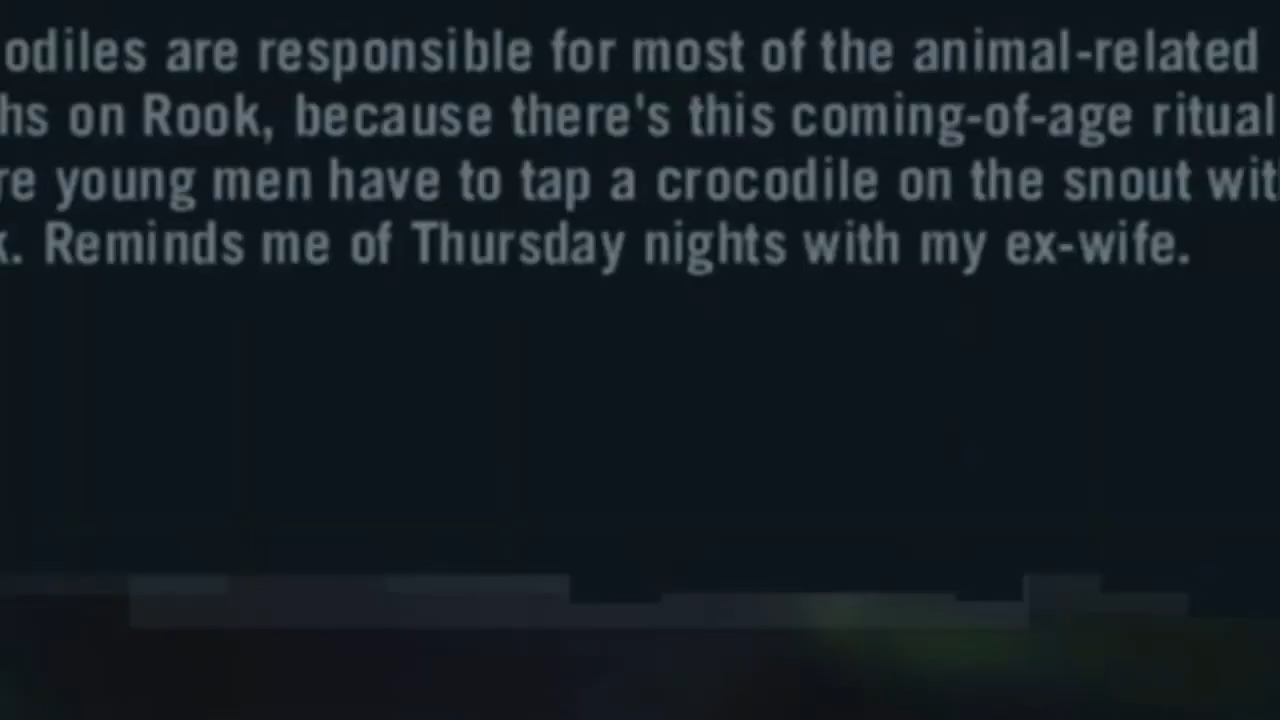 odiles are responsible for most of the animal-related
hs on Rook, because there's this coming-of-age ritual
re young men have to tap a crocodile on the snout wit
k. Reminds me of Thursday nights with my ex-wife.